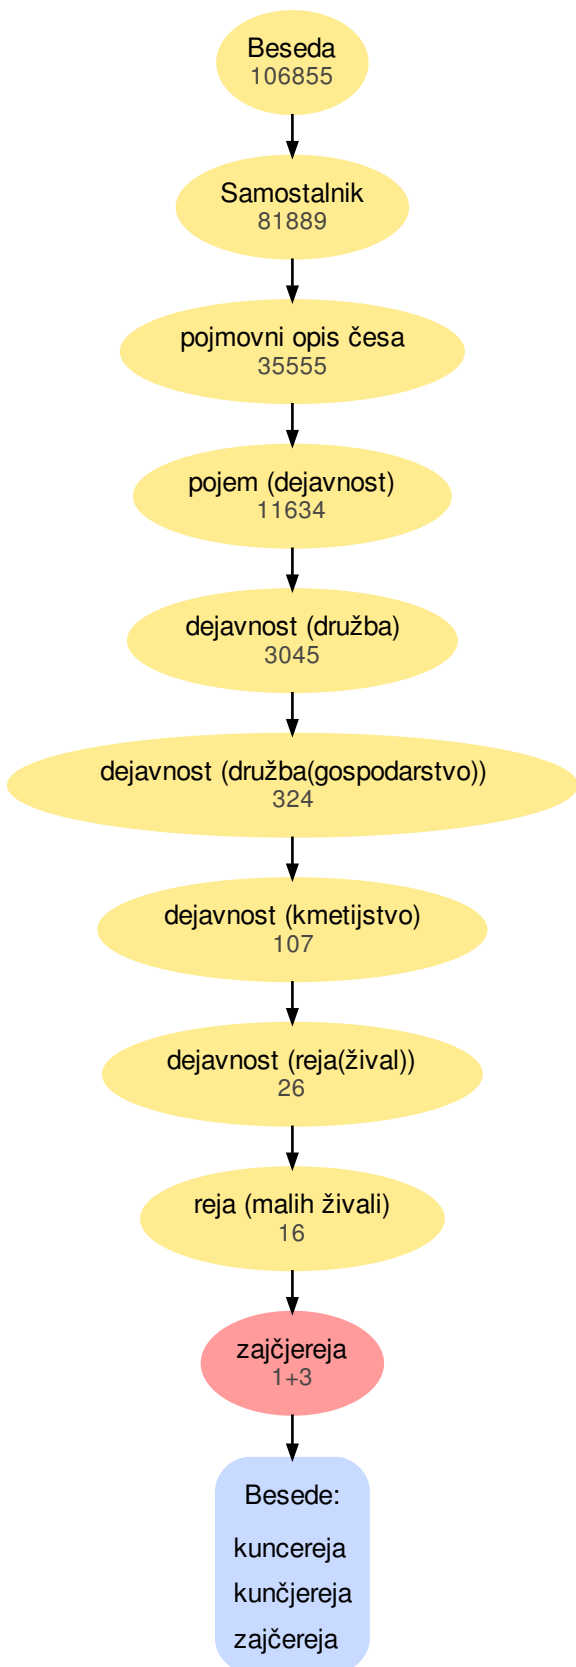 Beseda
106855
Samostalnik
81889
pojmovni opis česa
35555
pojem (dejavnost)
11634
dejavnost (družba)
3045
dejavnost (družba(gospodarstvo))
324
dejavnost (kmetijstvo)
107
dejavnost (reja(žival))
26
reja (malih živali)
16
zajčjereja
1+3
Besede:
kuncereja
kunčjereja
zajčereja